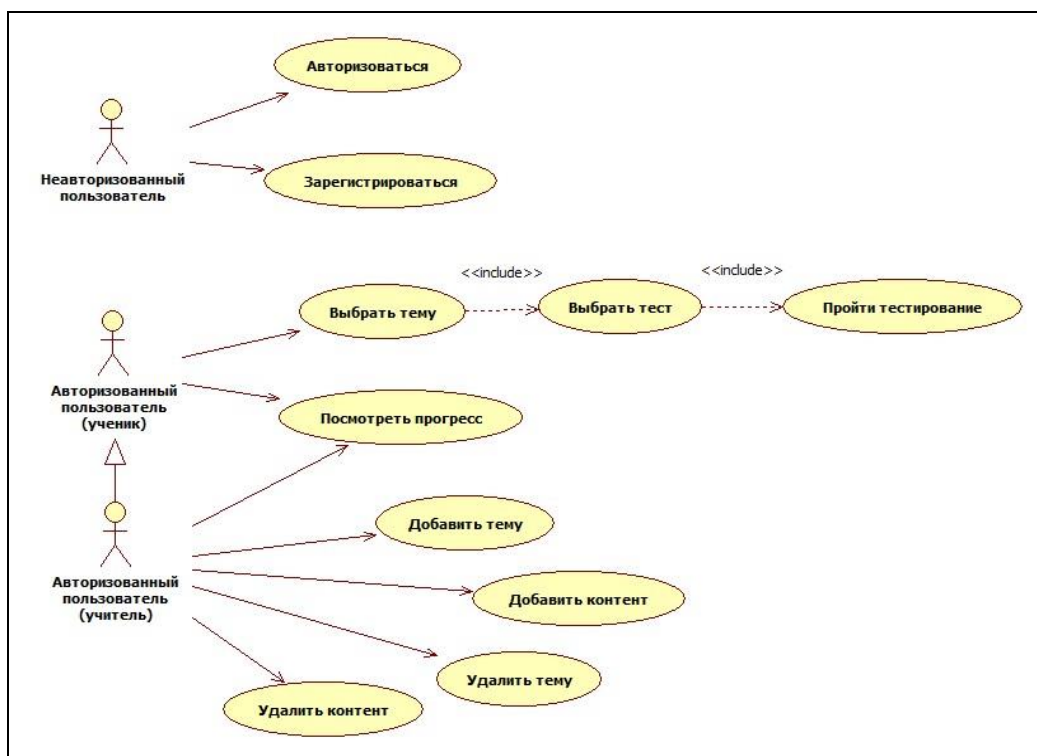 Авторизоваться
Неавторизованный
пользователь
Зарегистрироваться
<<include>>
<<include>>
Выбрать тему
Выбрать тест
Пройти тестирование
Авторизованный
пользователь
(ученик)
Посмотреть прогресс
Добавить тему
Авторизованный
пользователь
(учитель)
Добавить контент
Удалить тему
Удалить контент